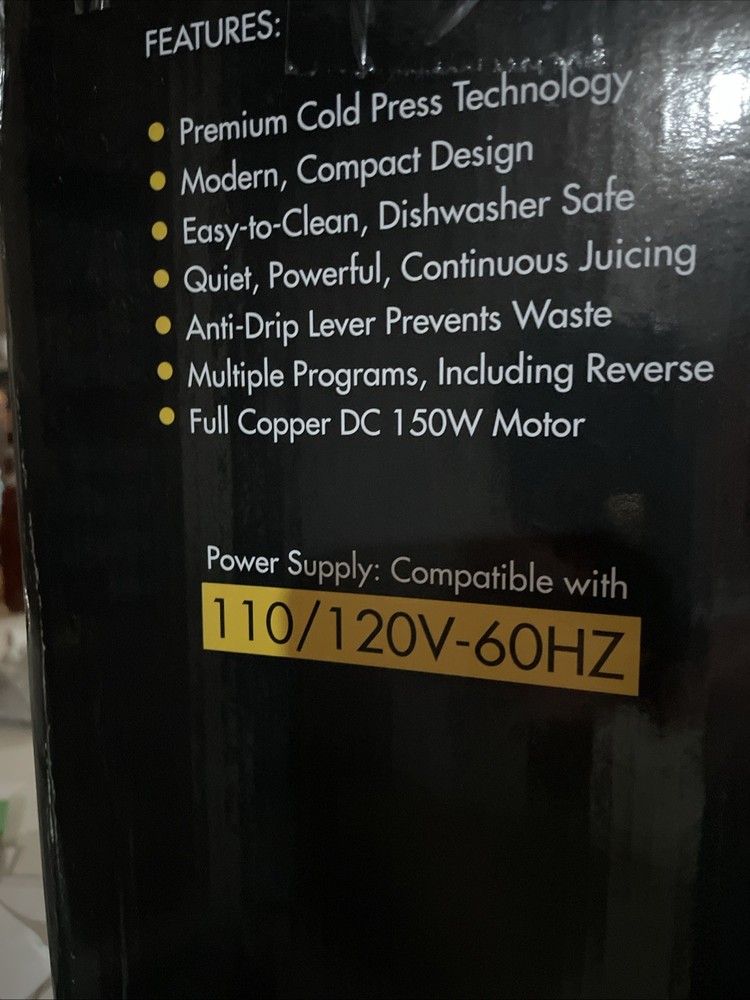 FEATURES:
Premium Cold Press Technology
Modern, Compact Design
Easy-to-Clean, Dishwasher Safe
Quiet, Powerful, Continuous Juicing
Anti-Drip Lever Prevents Waste
Multiple Programs, Including Reverse
Full Copper DC 150W Motor
Power Supply: Compatible with
110/120V-60HZ